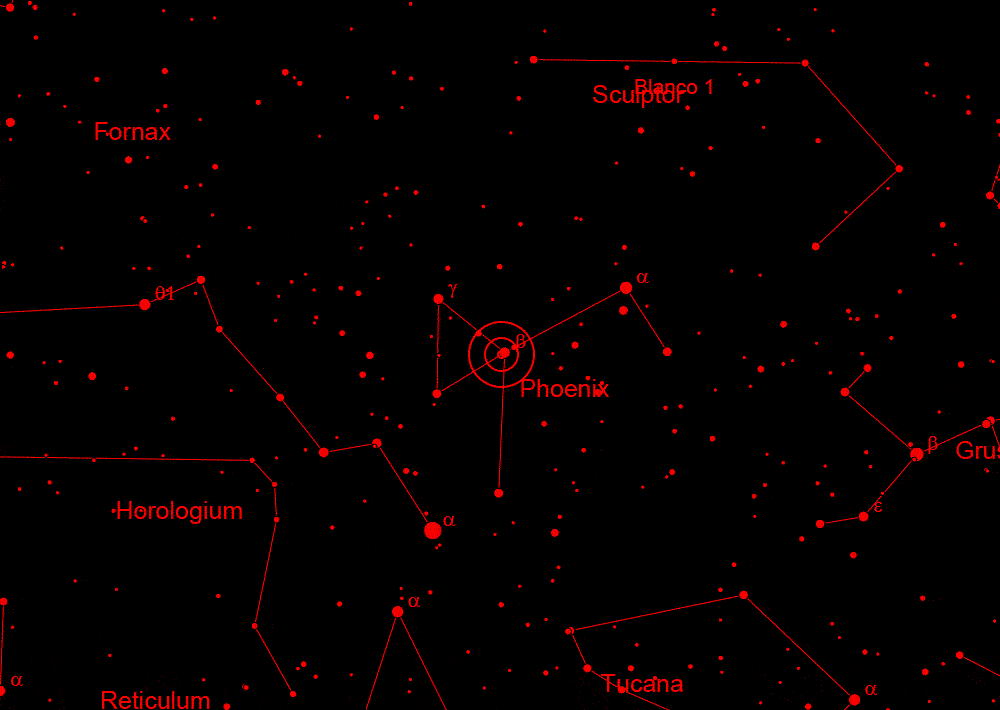 Blanco 1
Sculptor
Fornax
α
θ1
γ
β
Phoenix
β
Grus
ε
Horologium
α
α
α
Tucana
α
Reticulum